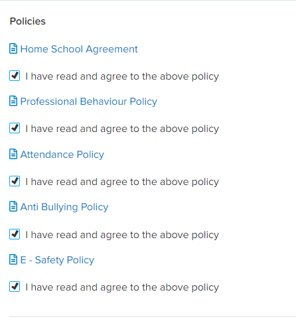 Policies
Home School Agreement
I have read and agree to the above policy
Professional Behaviour Policy
I have read and agree to the above policy
Attendance Policy
I have read and agree to the above policy
Anti Bullying Policy
I have read and agree to the above policy
E - Safety Policy
I have read and agree to the above policy